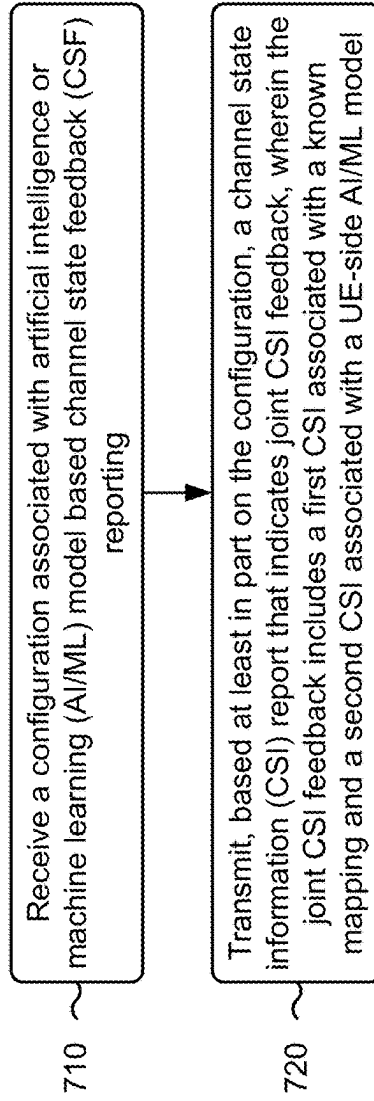 710
Receive a configuration associated with artificial intelligence or
machine learning (AI/ML) model based channel state feedback (CSF)
reporting
720
Transmit, based at least in part on the configuration, a channel state
information (CSI) report that indicates joint CSI feedback, wherein the
joint CSI feedback includes a first CSI associated with a known
mapping and a second CSI associated with a UE-side AI/ML model